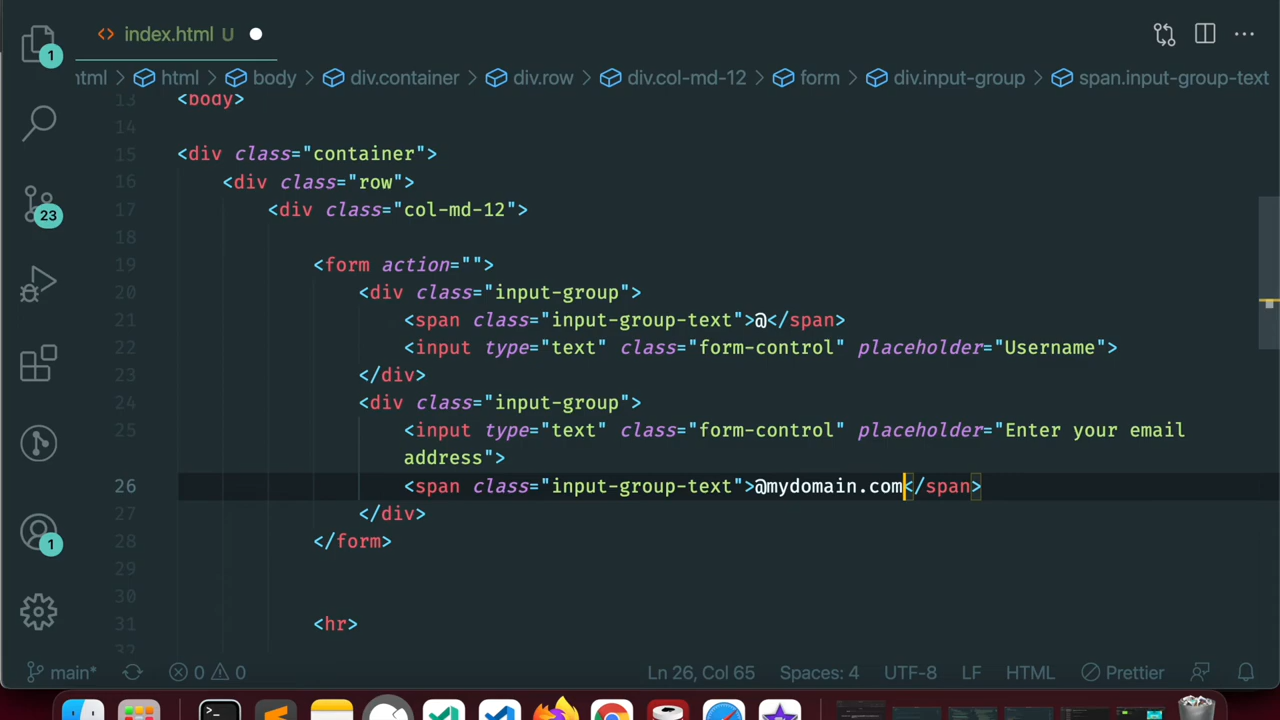 1
<> index.html U
html > html > body > div.container > div.row > div.col-md-12 > form > div.input-group > span.input-group-text
13 <body>
14
15 <div class="container">
16 <div class="row">
17 <div class="col-md-12">
18
19 <form action="">
20 <div class="input-group">
21 <span class="input-group-text">@</span>
22 <input type="text" class="form-control" placeholder="Username">
23 </div>
24 <div class="input-group">
25 <input type="text" class="form-control" placeholder="Enter your email
address">
26 <span class="input-group-text">@mydomain.com</span>
27 </div>
28 </form>
29
30
31 <hr>
32
23
1
main* 0 0 Ln 26, Col 65 Spaces: 4 UTF-8 LF HTML Prettier